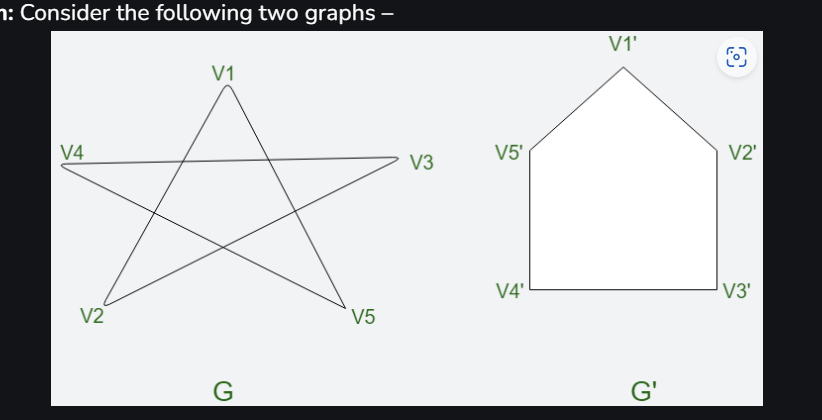 n: Consider the following two graphs –
V1
V1'
V4
V3
V5'
V2'
V2
V5
V4'
V3'
G
G'